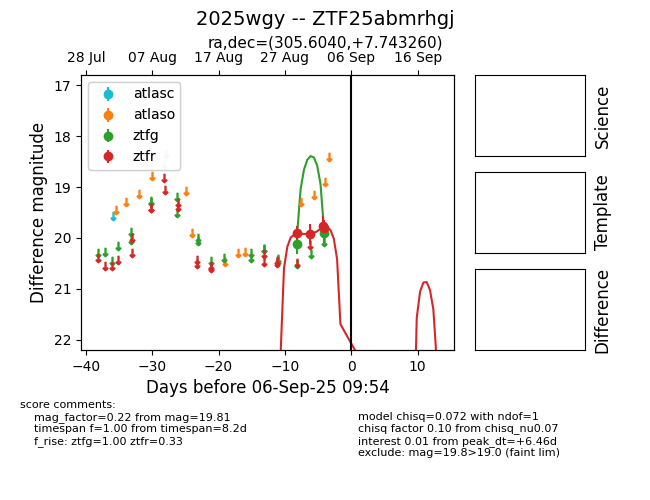 2025wgy -- ZTF25abmrhgj
ra,dec=(305.6040,+7.743260)
28 Jul 07 Aug 17 Aug 27 Aug 06 Sep 16 Sep
17
18
19
20
21
22
Difference magnitude
atlasc
atlaso
ztfg
ztfr
−40 −30 −20 −10 0 10
Days before 06-Sep-25 09:54
Science
Template
Difference
score comments:
mag_factor=0.22 from mag=19.81
timespan f=1.00 from timespan=8.2d
f_rise: ztfg=1.00 ztfr=0.33
model chisq=0.072 with ndof=1
chisq factor 0.10 from chisq_nu0.07
interest 0.01 from peak_dt=+6.46d
exclude: mag=19.8>19.0 (faint lim)